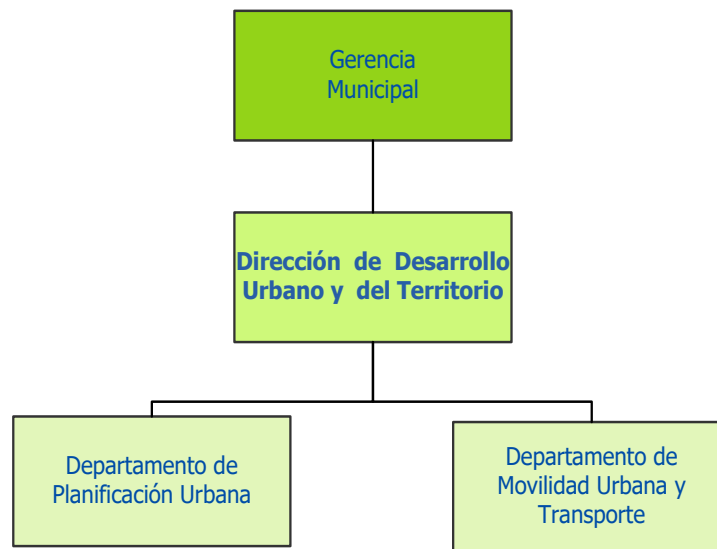 Gerencia
Municipal
Dirección de Desarrollo
Urbano y del Territorio
Departamento de
Planificación Urbana
Departamento de
Movilidad Urbana y
Transporte